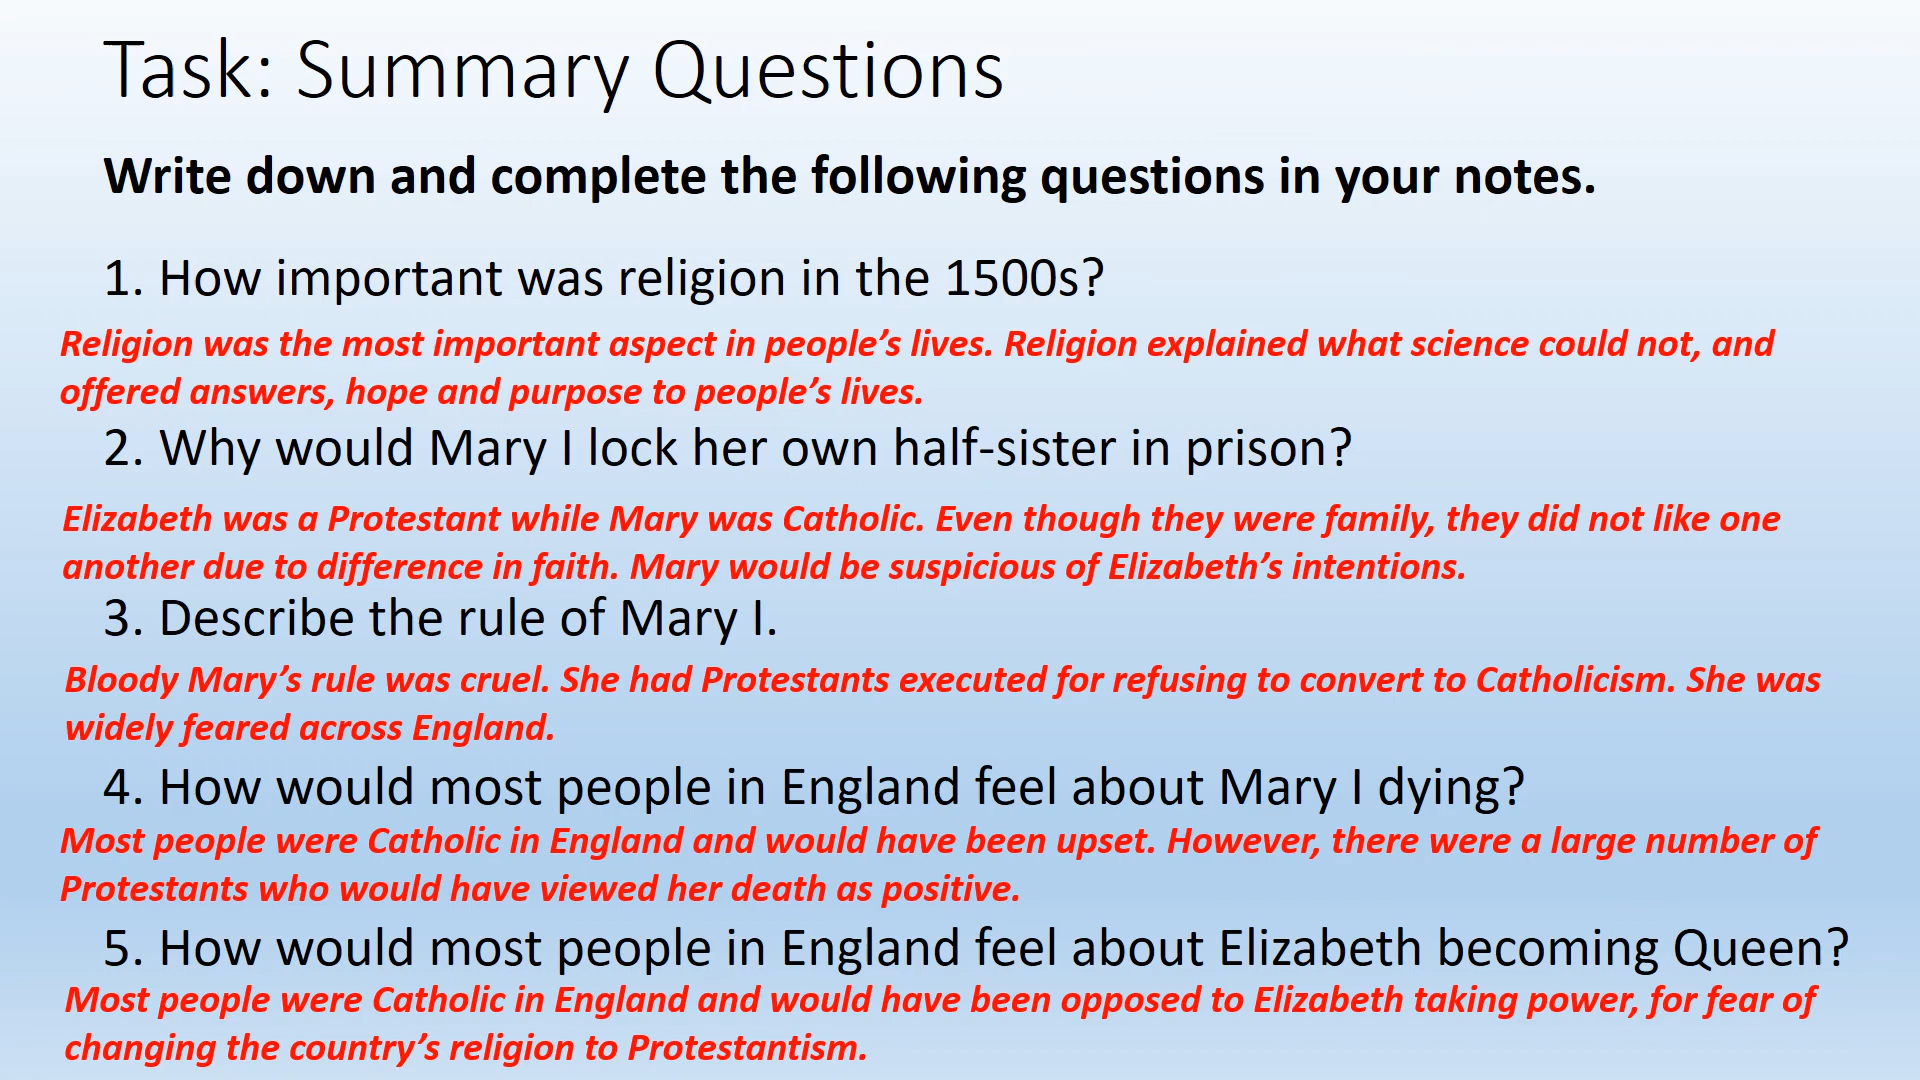 Task: Summary Questions
Write down and complete the following questions in your notes.
1. How important was religion in the 1500s?
Religion was the most important aspect in people’s lives. Religion explained what science could not, and
offered answers, hope and purpose to people’s lives.
2. Why would Mary I lock her own half-sister in prison?
Elizabeth was a Protestant while Mary was Catholic. Even though they were family, they did not like one
another due to difference in faith. Mary would be suspicious of Elizabeth’s intentions.
3. Describe the rule of Mary I.
Bloody Mary’s rule was cruel. She had Protestants executed for refusing to convert to Catholicism. She was
widely feared across England.
4. How would most people in England feel about Mary I dying?
Most people were Catholic in England and would have been upset. However, there were a large number of
Protestants who would have viewed her death as positive.
5. How would most people in England feel about Elizabeth becoming Queen?
Most people were Catholic in England and would have been opposed to Elizabeth taking power, for fear of
changing the country’s religion to Protestantism.